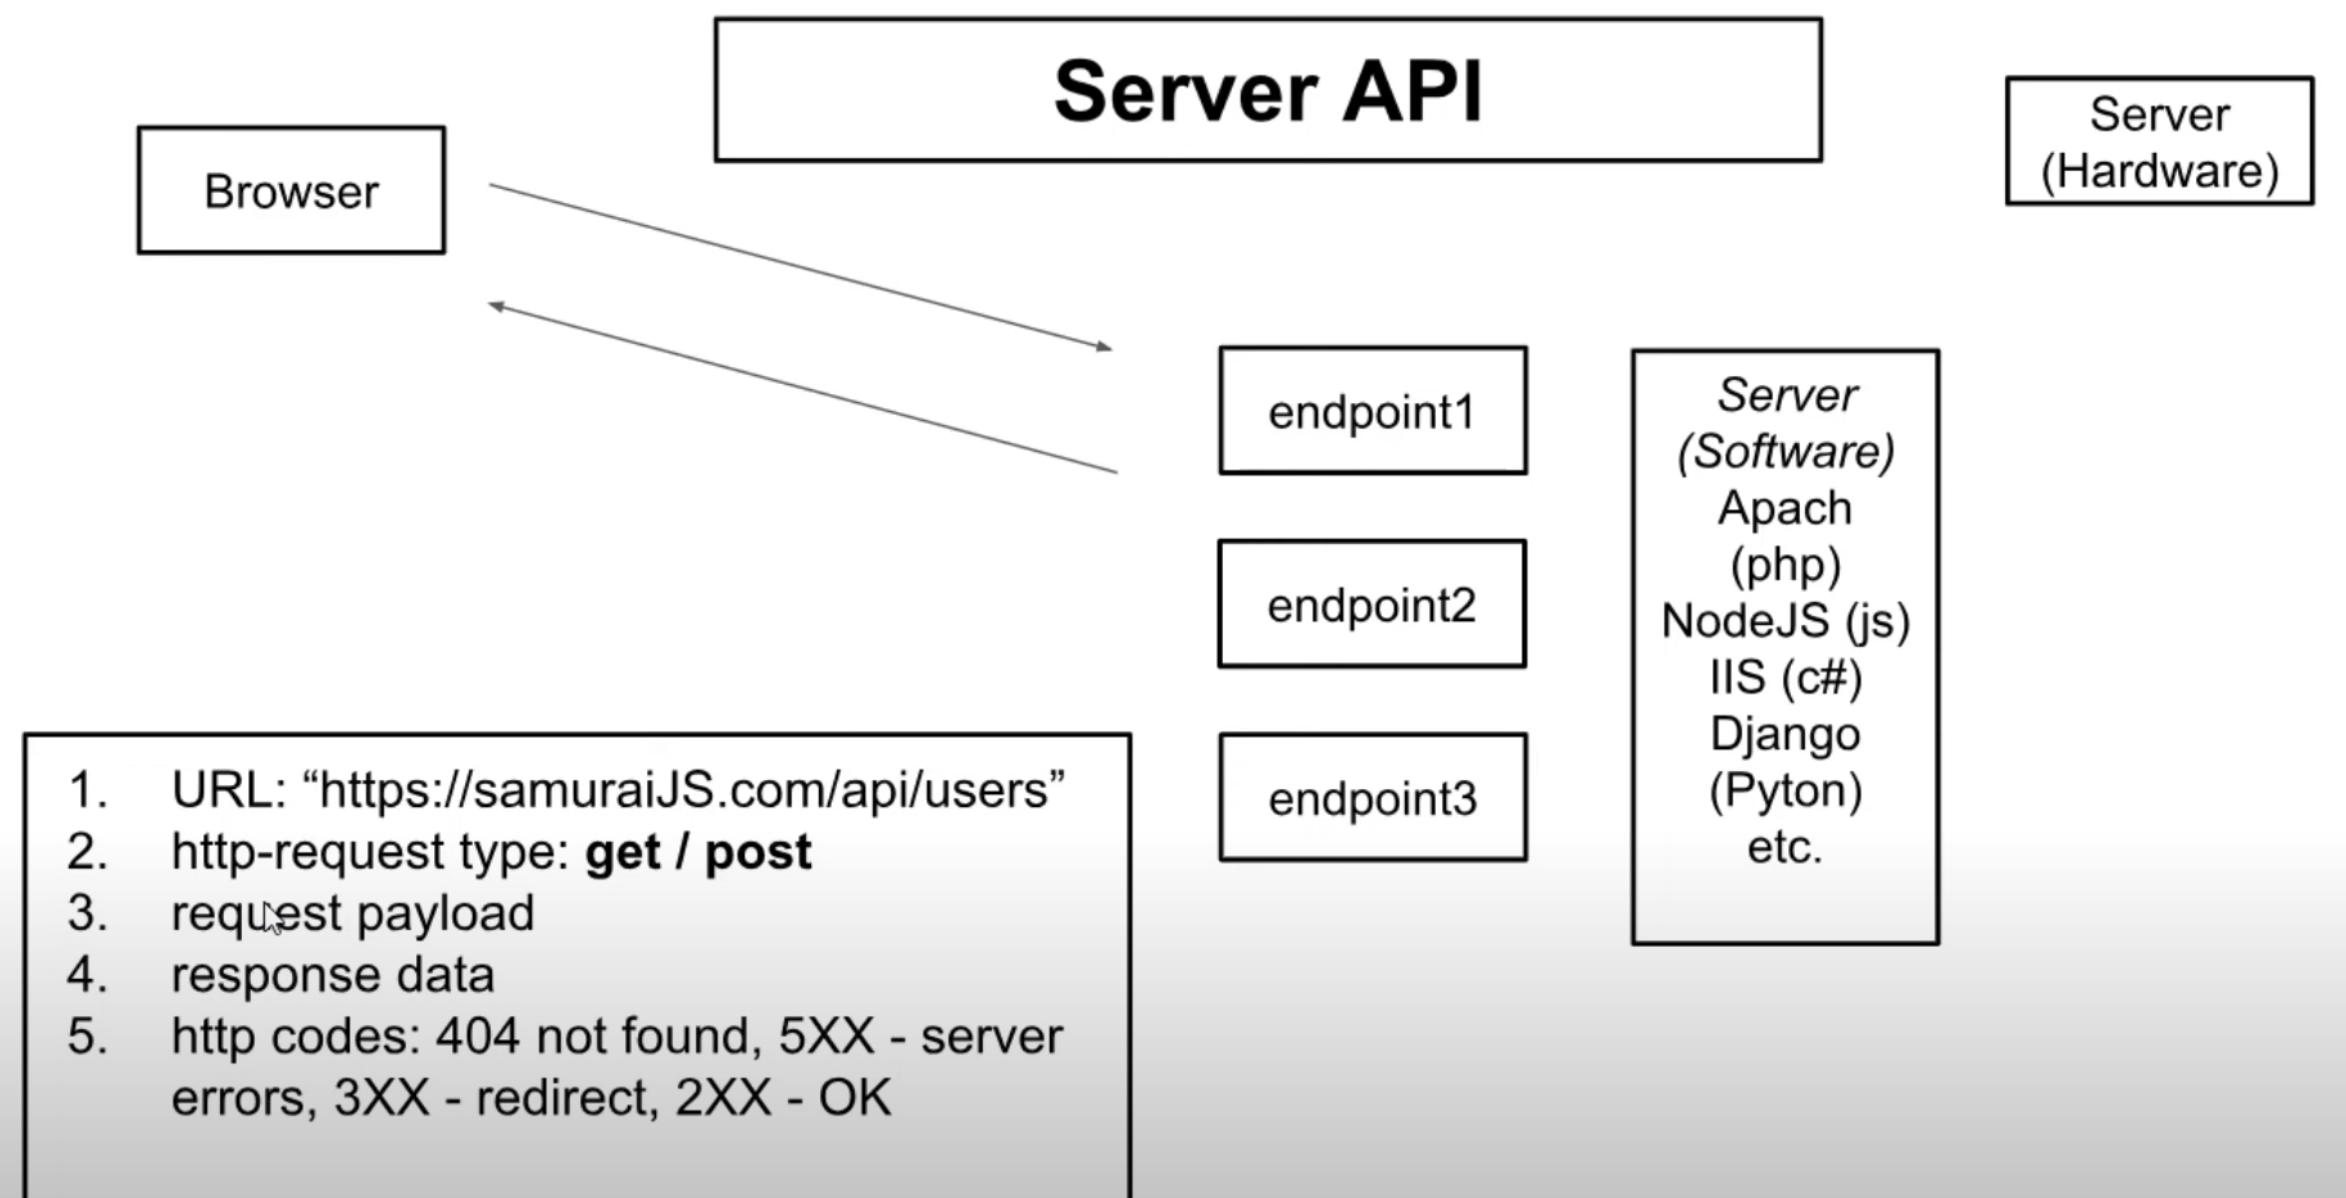 Server API
Browser
Server
(Hardware)
endpoint1
endpoint2
endpoint3
Server
(Software)
Apach
(php)
NodeJS (js)
IIS (c#)
Django
(Pyton)
etc.
1. URL: “https://samuraiJS.com/api/users”
2. http-request type: get / post
3. request payload
4. response data
5. http codes: 404 not found, 5XX - server
errors, 3XX - redirect, 2XX - OK